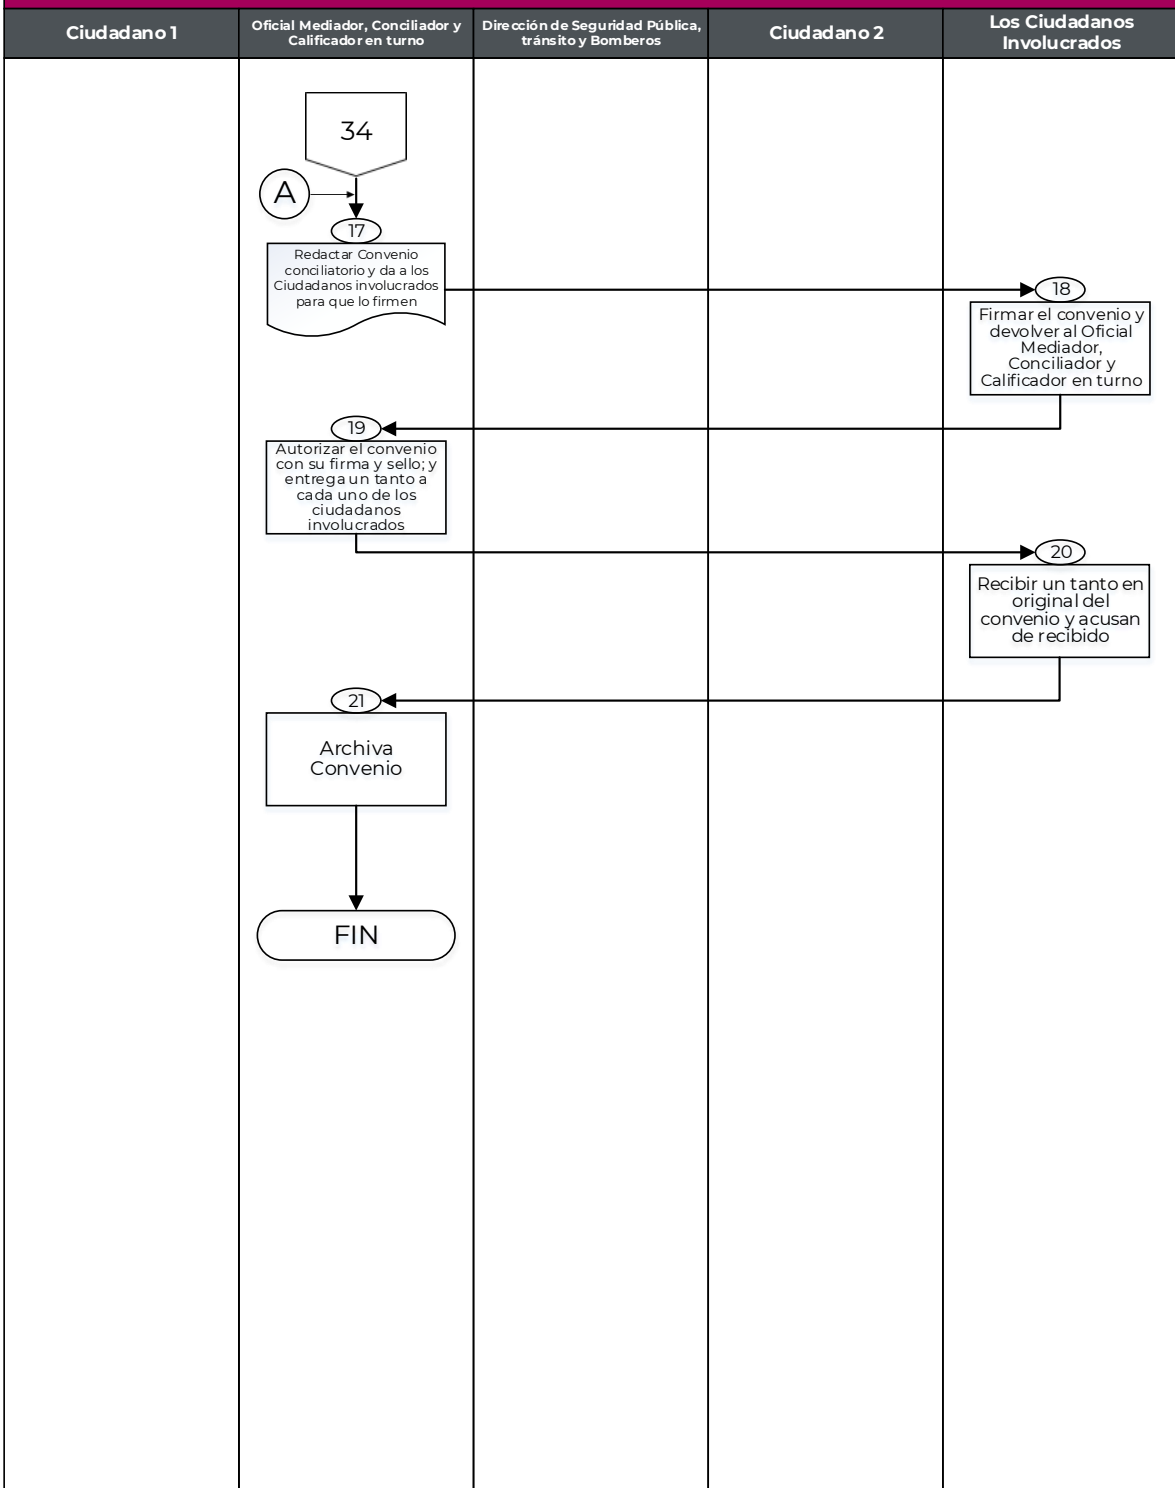 Ciudadano 1
Oficial Mediador, Conciliador y
Calificador en turno
Dirección de Seguridad Pública,
tránsito y Bomberos
Ciudadano 2
Los Ciudadanos
Involucrados
34
A
17
Redactar Convenio
conciliatorio y da a los
Ciudadanos involucrados
para que lo firmen
18
Firmar el convenio y
devolver al Oficial
Mediador,
Conciliador y
Calificador en turno
19
Autorizar el convenio
con su firma y sello; y
entrega un tanto a
cada uno de los
ciudadanos
involucrados
20
Recibir un tanto en
original del
convenio y acusan
de recibido
21
Archiva
Convenio
FIN